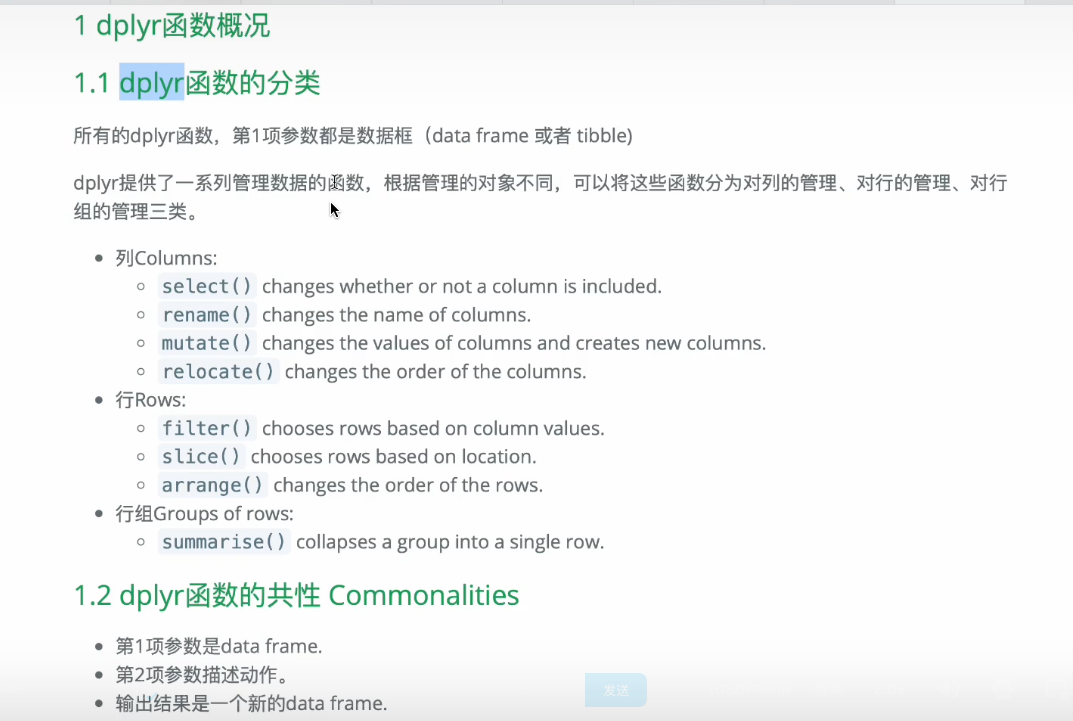 1 dplyr函数概况
1.1 dplyr函数的分类
所有的dplyr函数，第1项参数都是数据框（data frame 或者 tibble)
dplyr提供了一系列管理数据的函数，根据管理的对象不同，可以将这些函数分为对列的管理、对行的管理、对行
组的管理三类。
列Columns:
select() changes whether or not a column is included.
rename() changes the name of columns.
mutate() changes the values of columns and creates new columns.
relocate() changes the order of the columns.
行Rows:
filter() chooses rows based on column values.
slice() chooses rows based on location.
arrange() changes the order of the rows.
行组Groups of rows:
summarise() collapses a group into a single row.
1.2 dplyr函数的共性 Commonalities
第1项参数是data frame.
第2项参数描述动作。
输出结果是一个新的data frame.
发送